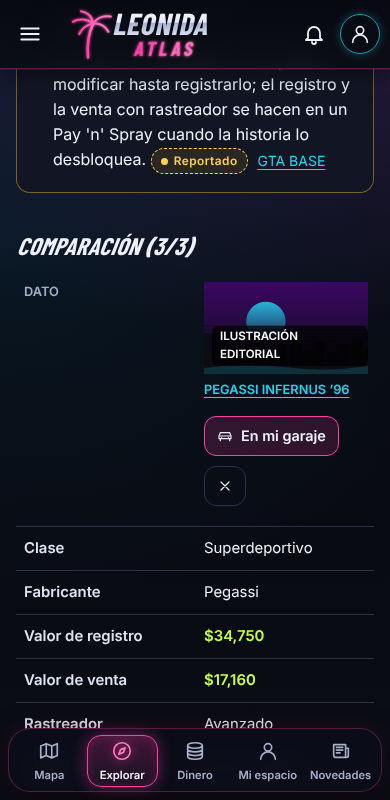 LEONIDA
ATLAS
modificar hasta registrarlo; el registro y
la venta con rastreador se hacen en un
Pay 'n' Spray cuando la historia lo
desbloquea. Reportado GTA BASE
COMPARACIÓN (3/3)
DATO
ILUSTRACIÓN
EDITORIAL
PEGASSI INFERNUS '96
En mi garaje
Clase Superdeportivo
Fabricante Pegassi
Valor de registro $34,750
Valor de venta $17,160
Rastreador Avanzado
Mapa Explorar Dinero Mi espacio Novedades